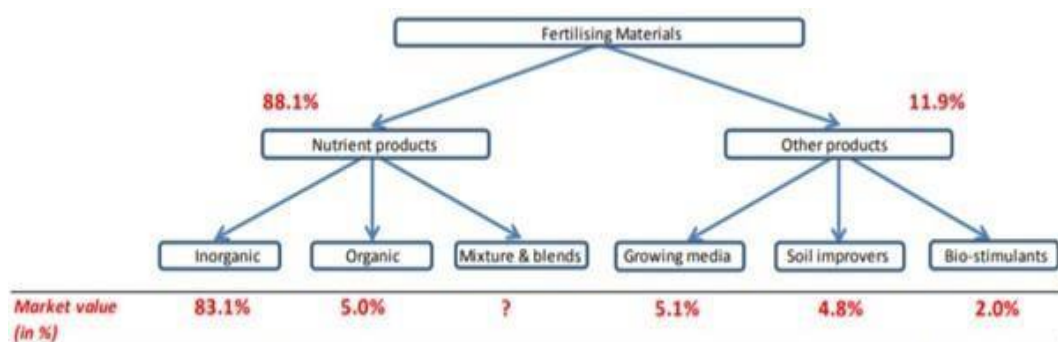 Fertilising Materials
88.1%
11.9%
Nutrient products
Other products
Inorganic
Organic
Mixture & blends
Growing media
Soil improvers
Bio-stimulants
Market value
(in %)
83.1%
5.0%
?
5.1%
4.8%
2.0%